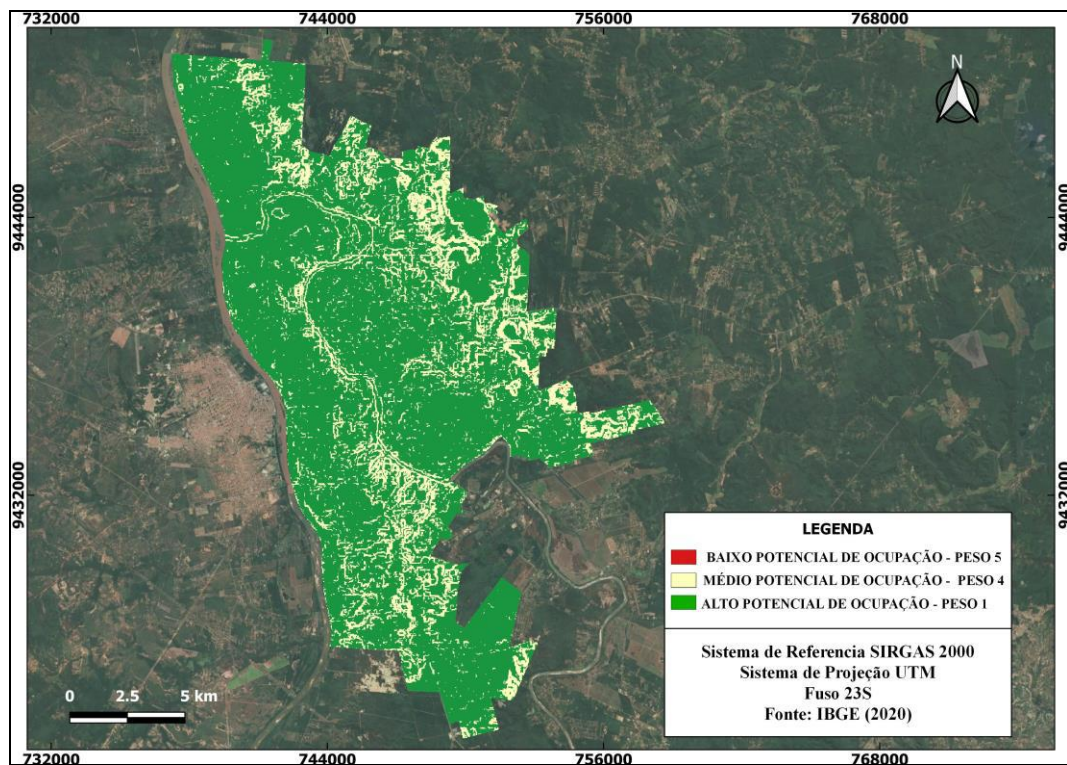 732000 744000 756000 768000
N
9444000 9444000
9432000 9432000
LEGENDA
BAIXO POTENCIAL DE OCUPAÇÃO - PESO 5
MÉDIO POTENCIAL DE OCUPAÇÃO - PESO 4
ALTO POTENCIAL DE OCUPAÇÃO - PESO 1
Sistema de Referencia SIRGAS 2000
Sistema de Projeção UTM
Fuso 23S
Fonte: IBGE (2020)
0 2.5 5 km
732000 744000 756000 768000